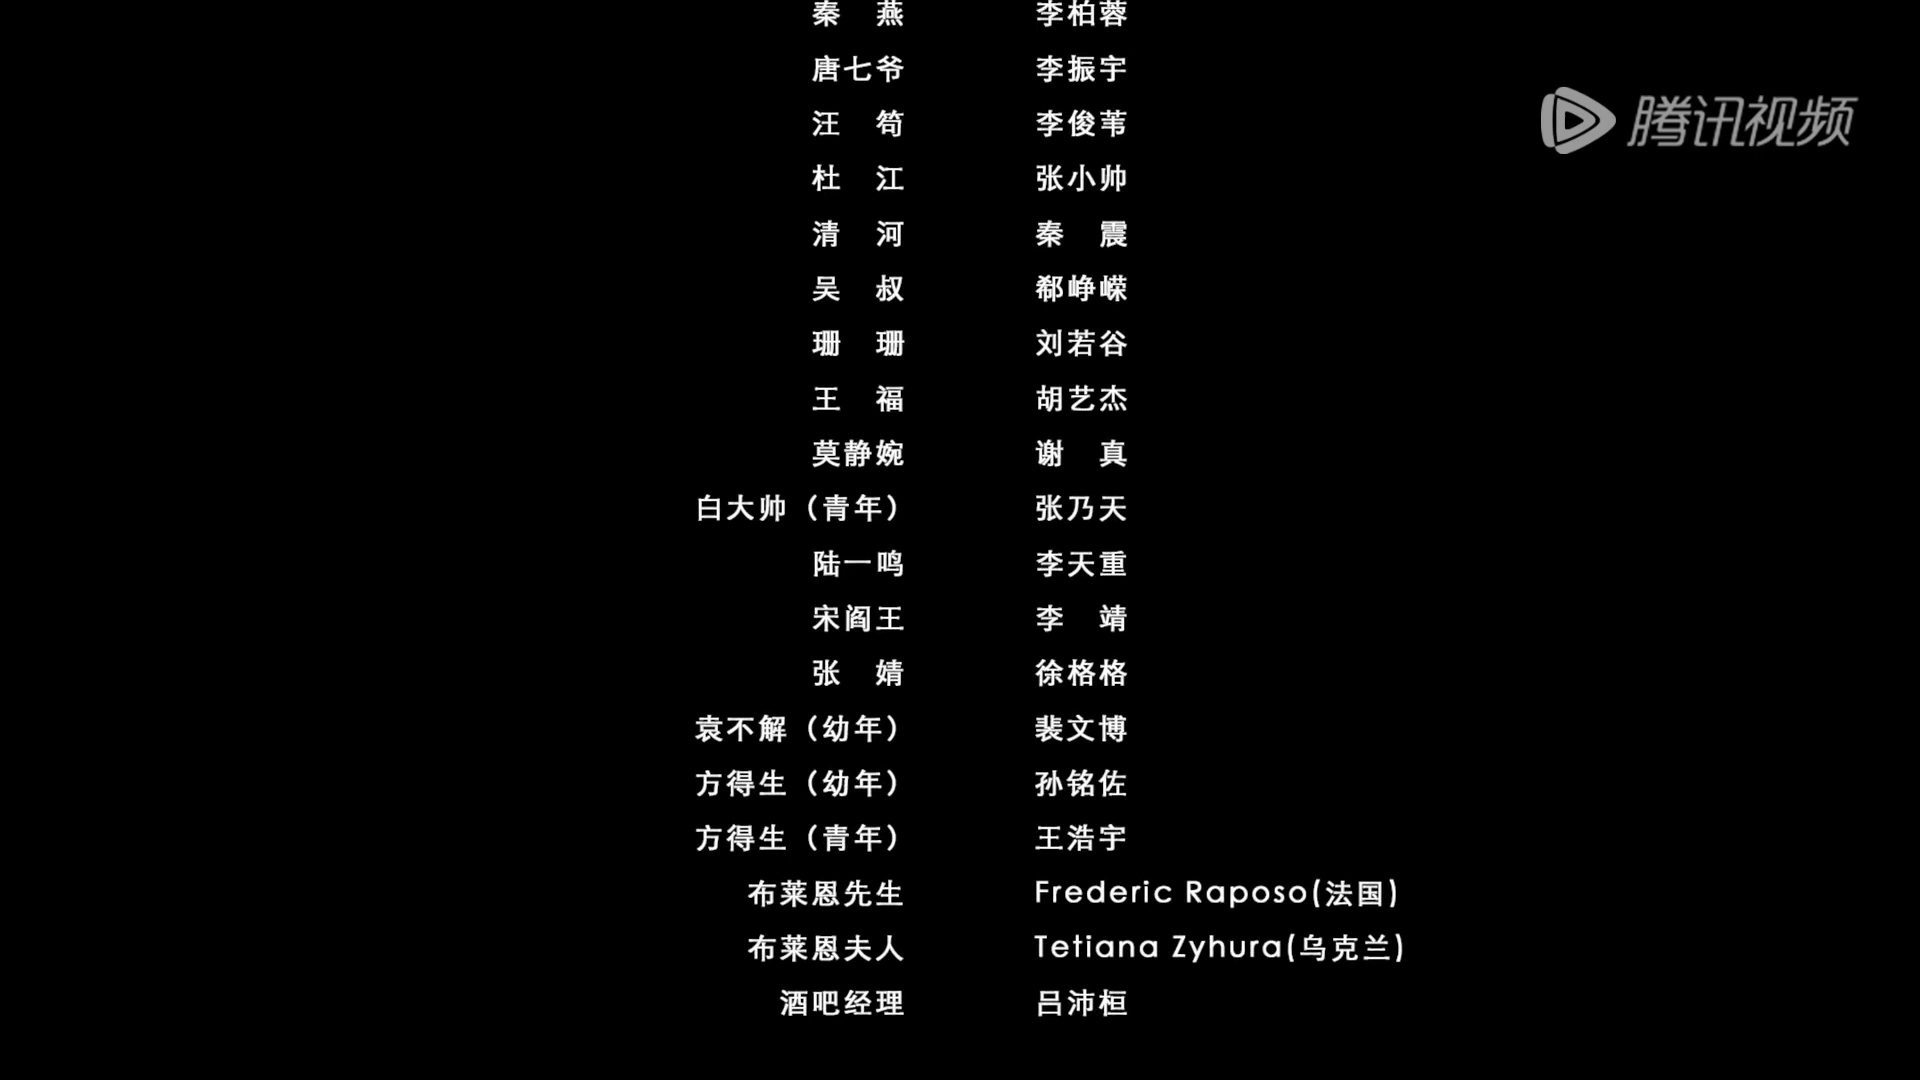 秦　燕　李柏蓉
唐七爷　李振宇
腾讯视频
汪　笱　李俊苇
杜　江　张小帅
清　河　秦　震
吴　叔　郗峥嵘
珊　珊　刘若谷
王　福　胡艺杰
莫静婉　谢　真
白大帅（青年）　张乃天
陆一鸣　李天重
宋阎王　李　靖
张　婧　徐格格
袁不解（幼年）　裴文博
方得生（幼年）　孙铭佐
方得生（青年）　王浩宇
布莱恩先生　Frederic Raposo(法国)
布莱恩夫人　Tetiana Zyhura(乌克兰)
酒吧经理　吕沛桓